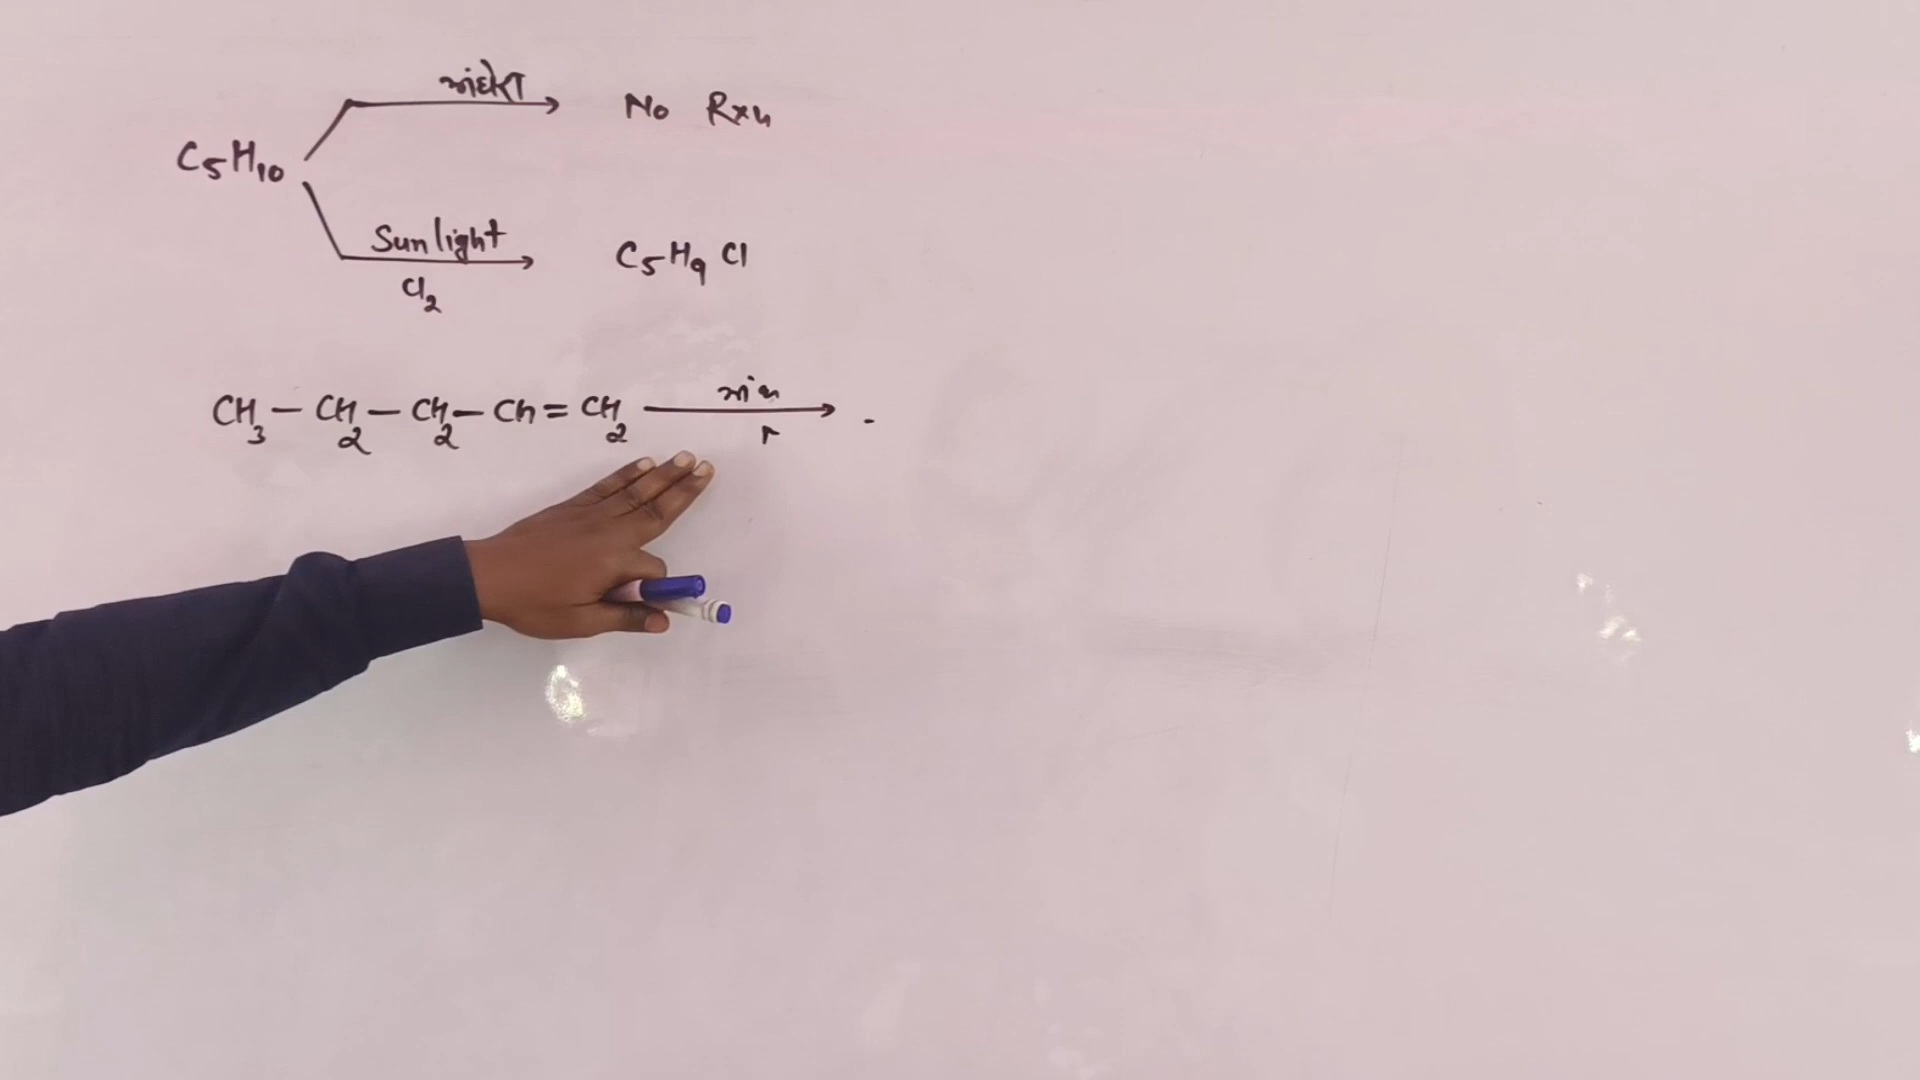 अंधेरा
No Rxn
C₅H₁₀
Sunlight
C₅H₉Cl
Cl₂
CH₃ — CH₂ — CH₂ — CH = CH₂ ⟶